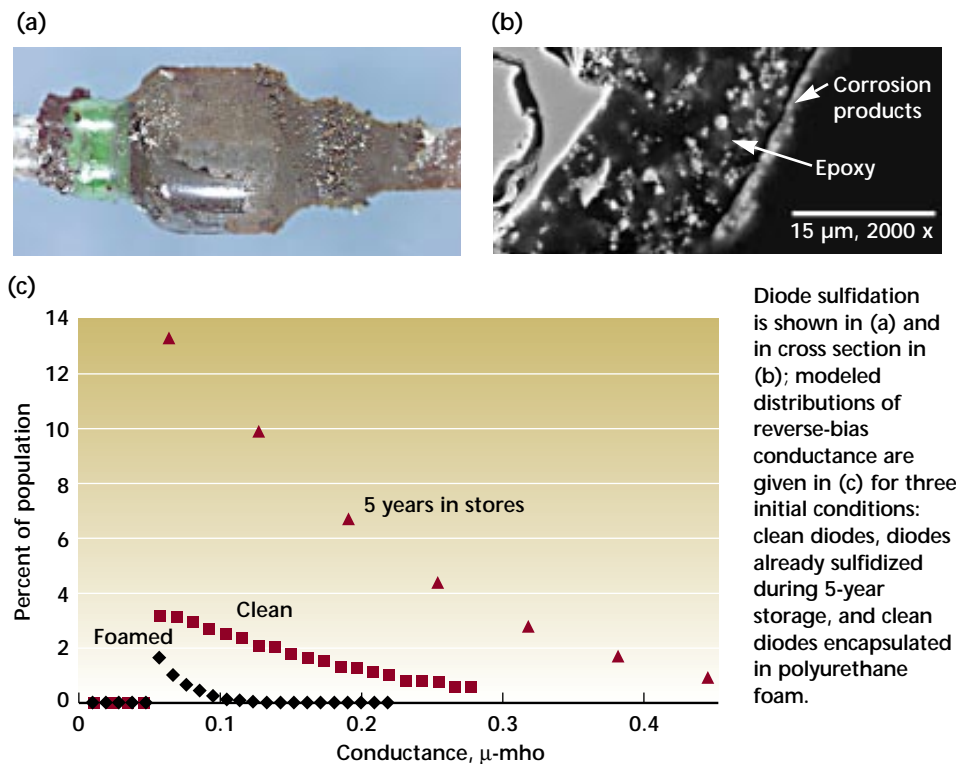 (a)
(b)
Corrosion
products
Epoxy
15 μm, 2000 x
(c)
Percent of population
14
12
10
8
6
4
2
0
5 years in stores
Clean
Foamed
0
0.1
0.2
0.3
0.4
Conductance, μ-mho
Diode sulfidation
is shown in (a) and
in cross section in
(b); modeled
distributions of
reverse-bias
conductance are
given in (c) for three
initial conditions:
clean diodes, diodes
already sulfidized
during 5-year
storage, and clean
diodes encapsulated
in polyurethane
foam.